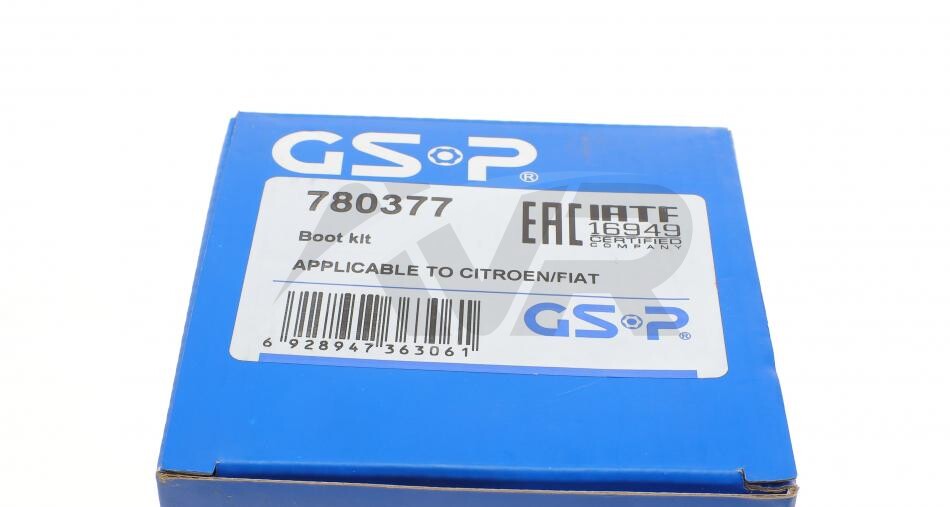 GSP®
780377
EAC
IATF
16949
CERTIFIED
COMPANY
Boot kit
APPLICABLE TO CITROEN/FIAT
GSP®
6 928947 363061